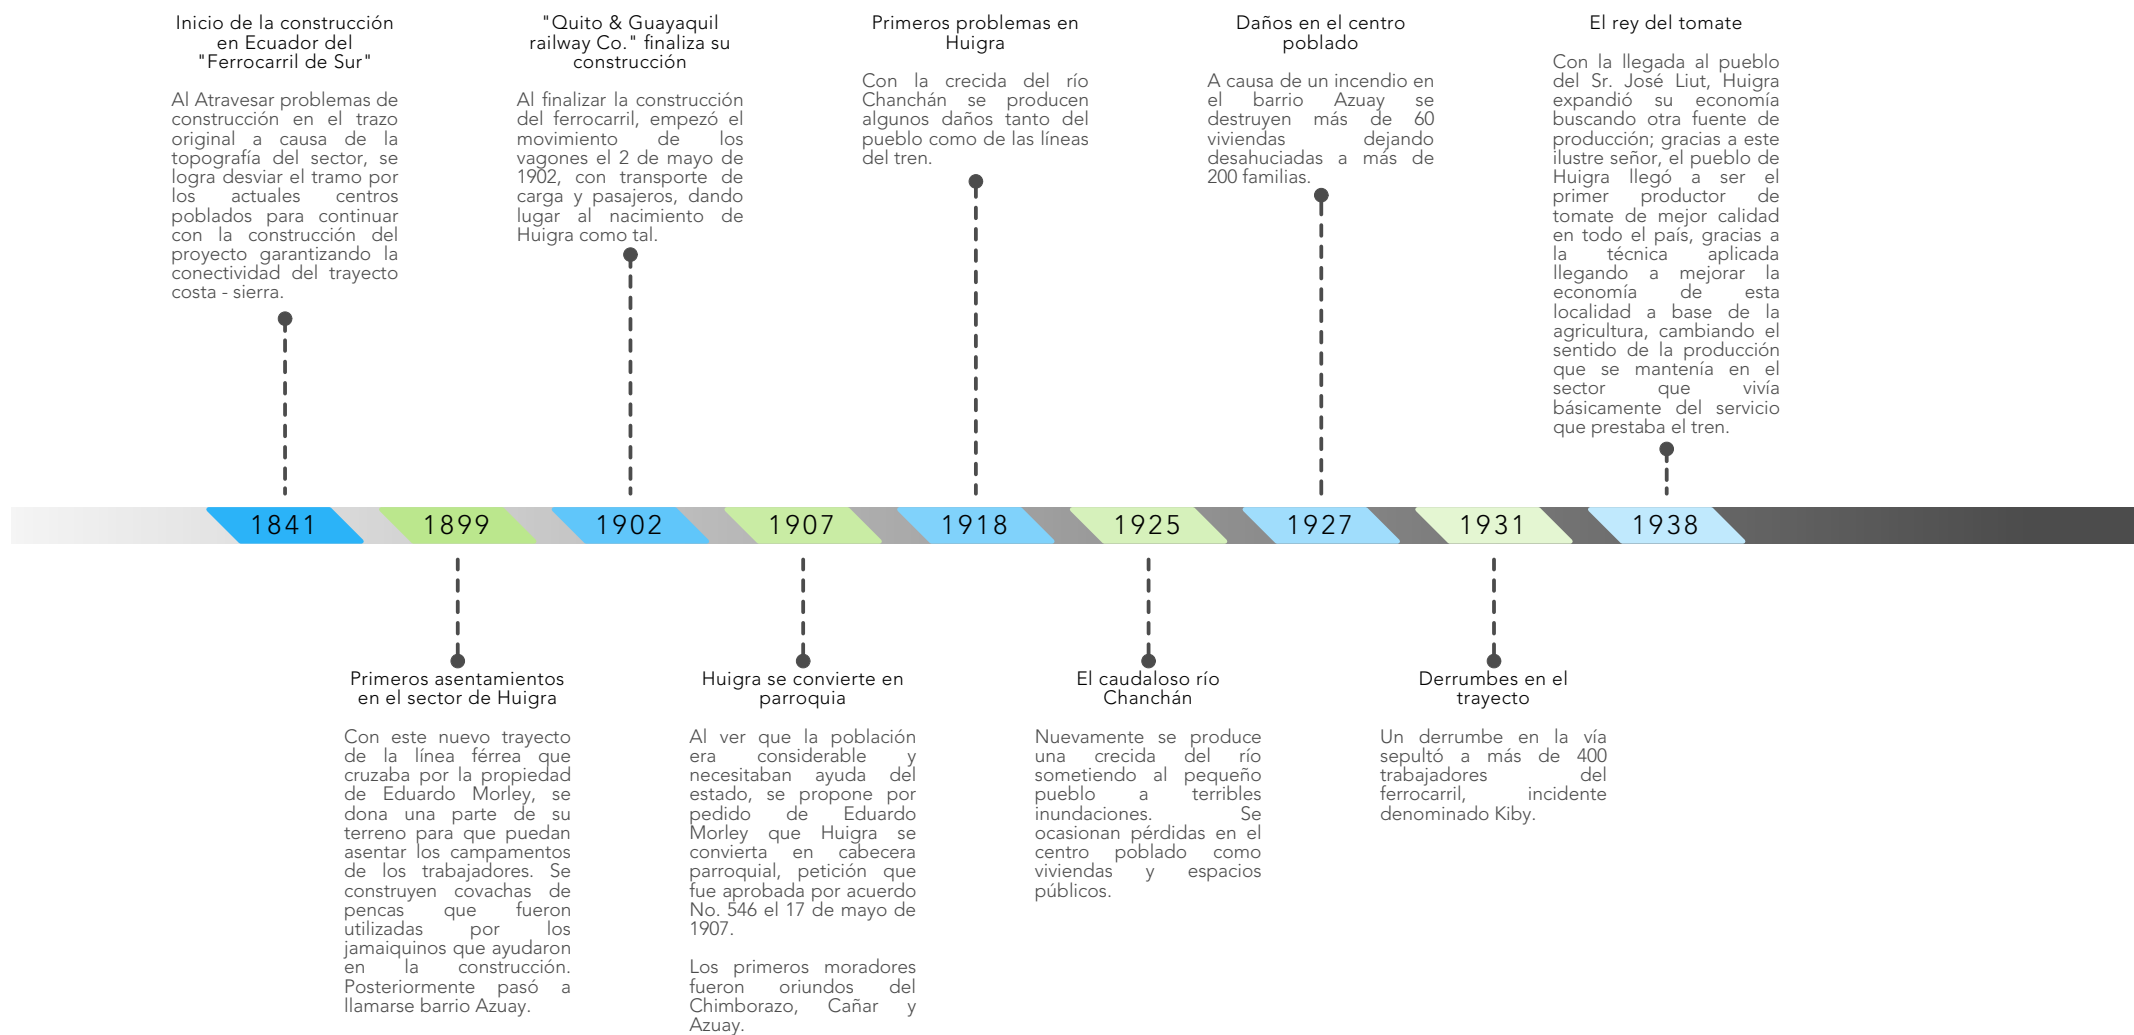 Inicio de la construcción
en Ecuador del
"Ferrocarril de Sur"
Al Atravesar problemas de
construcción en el trazo
original a causa de la
topografía del sector, se
logra desviar el tramo por
los actuales centros
poblados para continuar
con la construcción del
proyecto garantizando la
conectividad del trayecto
costa - sierra.
"Quito & Guayaquil
railway Co." finaliza su
construcción
Al finalizar la construcción
del ferrocarril, empezó el
movimiento de los
vagones el 2 de mayo de
1902, con transporte de
carga y pasajeros, dando
lugar al nacimiento de
Huigra como tal.
Primeros problemas en
Huigra
Con la crecida del río
Chanchán se producen
algunos daños tanto del
pueblo como de las líneas
del tren.
Daños en el centro
poblado
A causa de un incendio en
el barrio Azuay se
destruyen más de 60
viviendas dejando
desahuciadas a más de
200 familias.
El rey del tomate
Con la llegada al pueblo
del Sr. José Liut, Huigra
expandió su economía
buscando otra fuente de
producción; gracias a este
ilustre señor, el pueblo de
Huigra llegó a ser el
primer productor de
tomate de mejor calidad
en todo el país, gracias a
la técnica aplicada
llegando a mejorar la
economía de esta
localidad a base de la
agricultura, cambiando el
sentido de la producción
que se mantenía en el
sector que vivía
básicamente del servicio
que prestaba el tren.
1841
1899
1902
1907
1918
1925
1927
1931
1938
Primeros asentamientos
en el sector de Huigra
Con este nuevo trayecto
de la línea férrea que
cruzaba por la propiedad
de Eduardo Morley, se
dona una parte de su
terreno para que puedan
asentar los campamentos
de los trabajadores. Se
construyen covachas de
pencas que fueron
utilizadas por los
jamaiquinos que ayudaron
en la construcción.
Posteriormente pasó a
llamarse barrio Azuay.
Huigra se convierte en
parroquia
Al ver que la población
era considerable y
necesitaban ayuda del
estado, se propone por
pedido de Eduardo
Morley que Huigra se
convierta en cabecera
parroquial, petición que
fue aprobada por acuerdo
No. 546 el 17 de mayo de
1907.
Los primeros moradores
fueron oriundos del
Chimborazo, Cañar y
Azuay.
El caudaloso río
Chanchán
Nuevamente se produce
una crecida del río
sometiendo al pequeño
pueblo a terribles
inundaciones. Se
ocasionan pérdidas en el
centro poblado como
viviendas y espacios
públicos.
Derrumbes en el
trayecto
Un derrumbe en la vía
sepultó a más de 400
trabajadores del
ferrocarril, incidente
denominado Kiby.